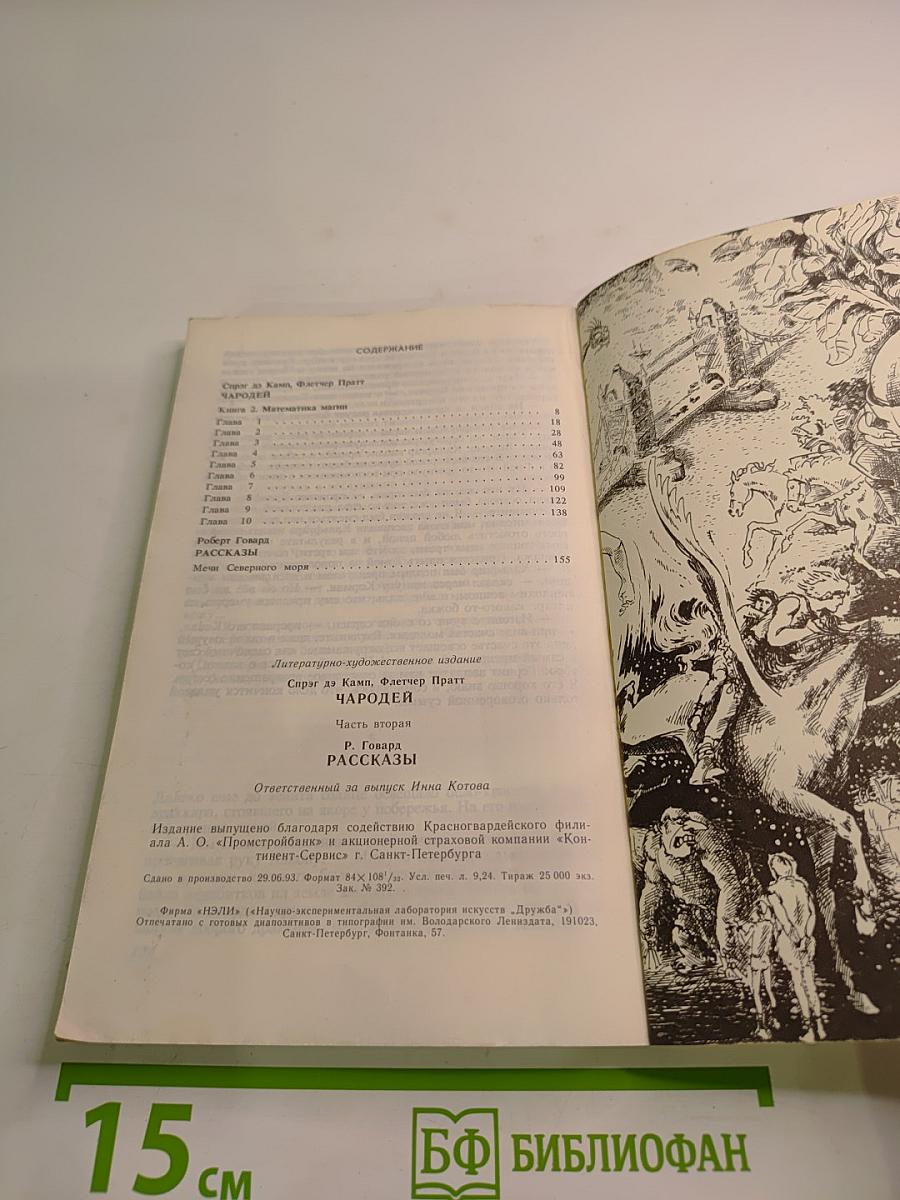 СОДЕРЖАНИЕ
Спрэг дэ Камп, Флетчер Пратт
ЧАРОДЕЙ
Книга 2. Математика магии
Глава 1 8
Глава 2 18
Глава 3 28
Глава 4 48
Глава 5 63
Глава 6 82
Глава 7 99
Глава 8 109
Глава 9 122
Глава 10 138
Роберт Говард
РАССКАЗЫ
Мечи Северного моря 155
Литературно-художественное издание
Спрэг дэ Камп, Флетчер Пратт
ЧАРОДЕЙ
Часть вторая
Р. Говард
РАССКАЗЫ
Ответственный за выпуск Инна Котова
Издание выпущено благодаря содействию Красногвардейского фили-
ала А. О. «Промстройбанк» и акционерной страховой компании «Кон-
тинент-Сервис» г. Санкт-Петербурга
Сдано в производство 29.06.93. Формат 84×108¹/₃₂. Усл. печ. л. 9,24. Тираж 25 000 экз.
Зак. № 392.
Фирма «НЭЛИ» («Научно-экспериментальная лаборатория искусств „Дружба“»)
Отпечатано с готовых диапозитивов в типографии им. Володарского Лениздата, 191023,
Санкт-Петербург, Фонтанка, 57.
15 см
БФ БИБЛИОФАН